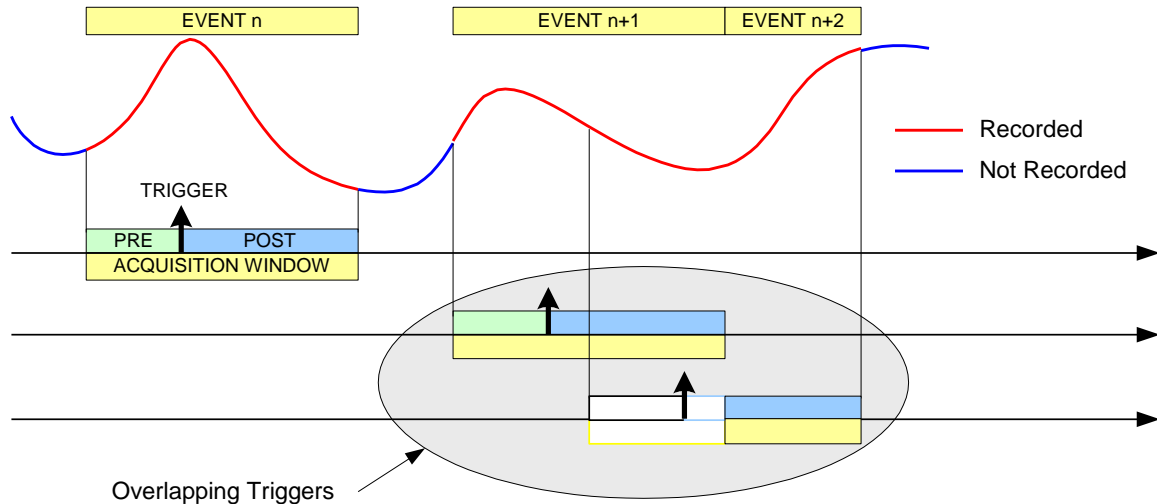 EVENT n
EVENT n+1
EVENT n+2
Recorded
Not Recorded
TRIGGER
PRE
POST
ACQUISITION WINDOW
Overlapping Triggers